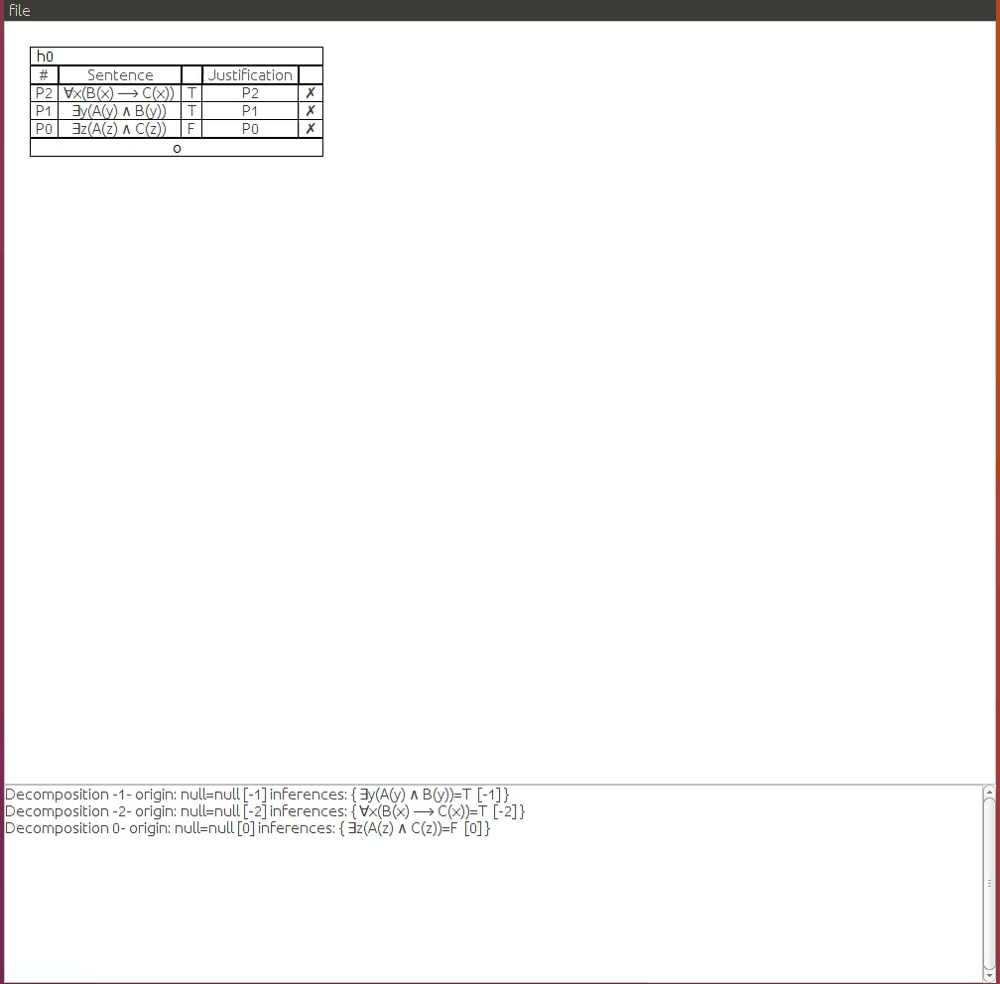 file
h0
# Sentence Justification
P2 ∀x(B(x) ⟶ C(x)) T P2 ✗
P1 ∃y(A(y) ∧ B(y)) T P1 ✗
P0 ∃z(A(z) ∧ C(z)) F P0 ✗
o
Decomposition -1- origin: null=null [-1] inferences: { ∃y(A(y) ∧ B(y))=T [-1] }
Decomposition -2- origin: null=null [-2] inferences: { ∀x(B(x) ⟶ C(x))=T [-2] }
Decomposition 0- origin: null=null [0] inferences: { ∃z(A(z) ∧ C(z))=F [0] }